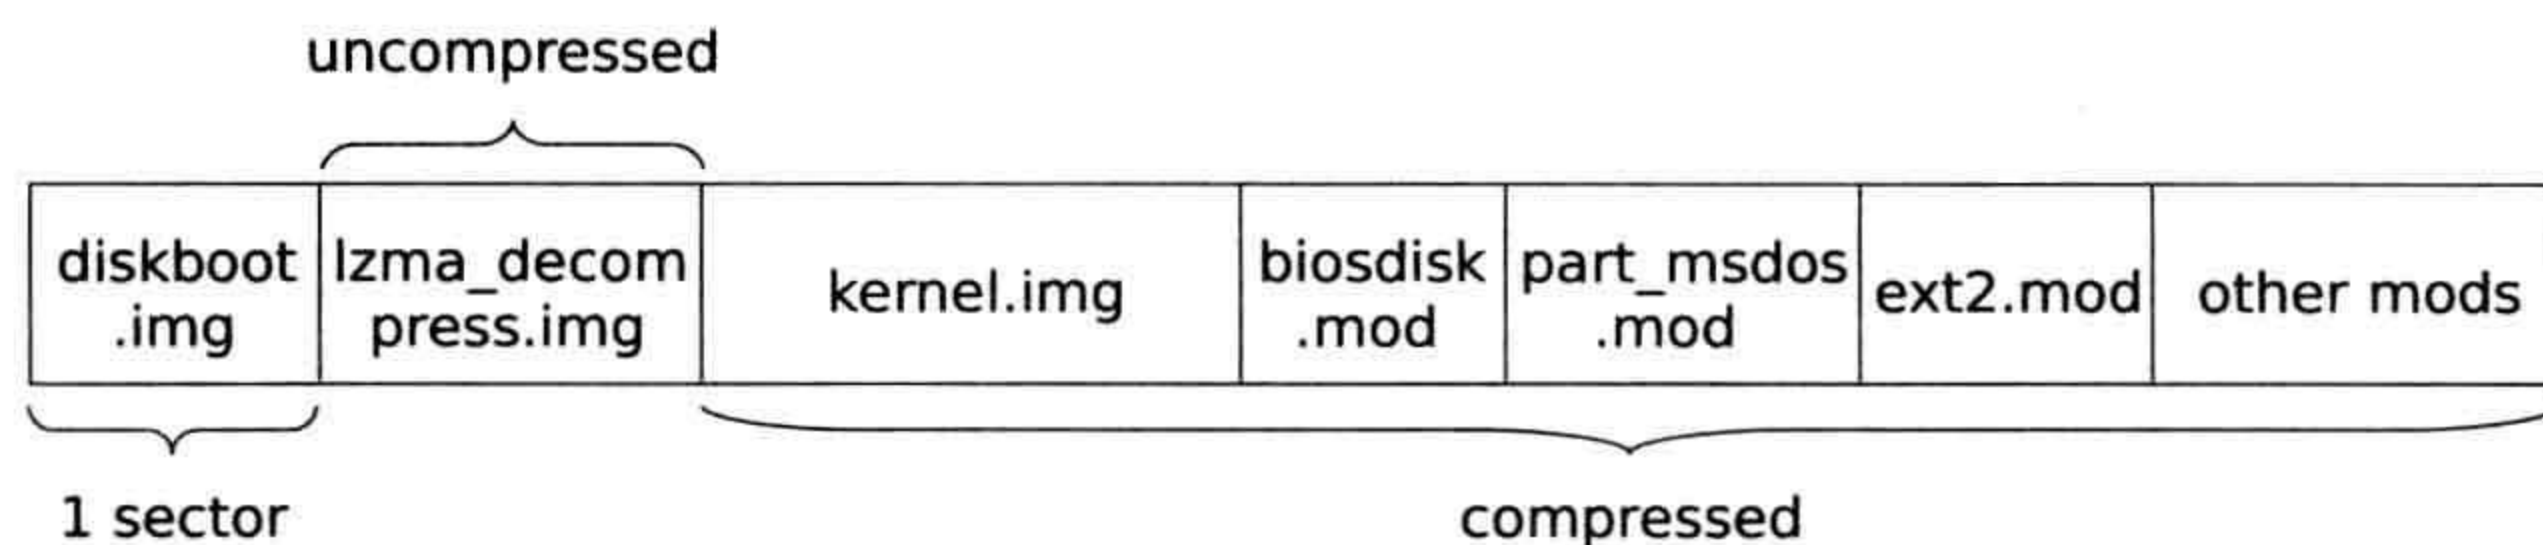 uncompressed
diskboot
.img
lzma_decom
press.img
kernel.img
biosdisk
.mod
part_msdos
.mod
ext2.mod
other mods
1 sector
compressed